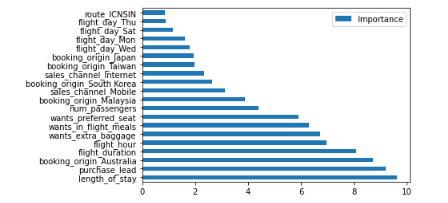 route_ICNSIN
flight_day_Thu
flight_day_Sat
flight_day_Mon
flight_day_Wed
booking_origin_Japan
booking_origin_Taiwan
sales_channel_Internet
booking_origin_South Korea
sales_channel_Mobile
booking_origin_Malaysia
num_passengers
wants_preferred_seat
wants_in_flight_meals
wants_extra_baggage
flight_hour
flight_duration
booking_origin_Australia
purchase_lead
length_of_stay
Importance
0 2 4 6 8 10